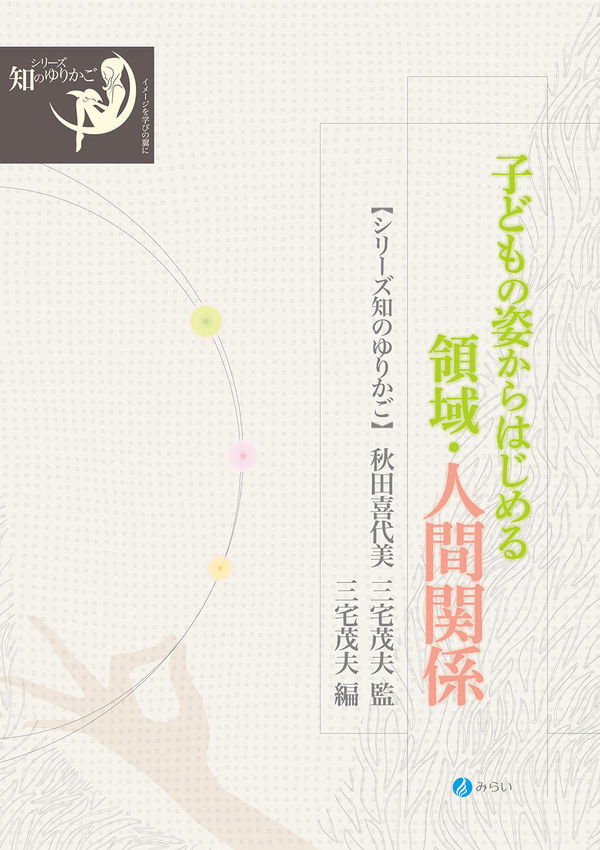 シリーズ
知のゆりかご
イメージを学びの翼に
子どもの姿からはじめる
領域・人間関係
【シリーズ知のゆりかご】 秋田喜代美 三宅茂夫 監
三宅茂夫 編
みらい